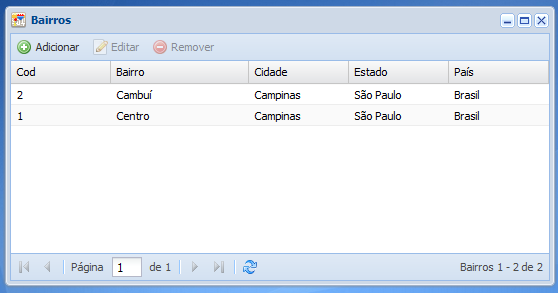 Bairros
Adicionar Editar Remover
Cod Bairro Cidade Estado País
2 Cambuí Campinas São Paulo Brasil
1 Centro Campinas São Paulo Brasil
Página 1 de 1 Bairros 1 - 2 de 2